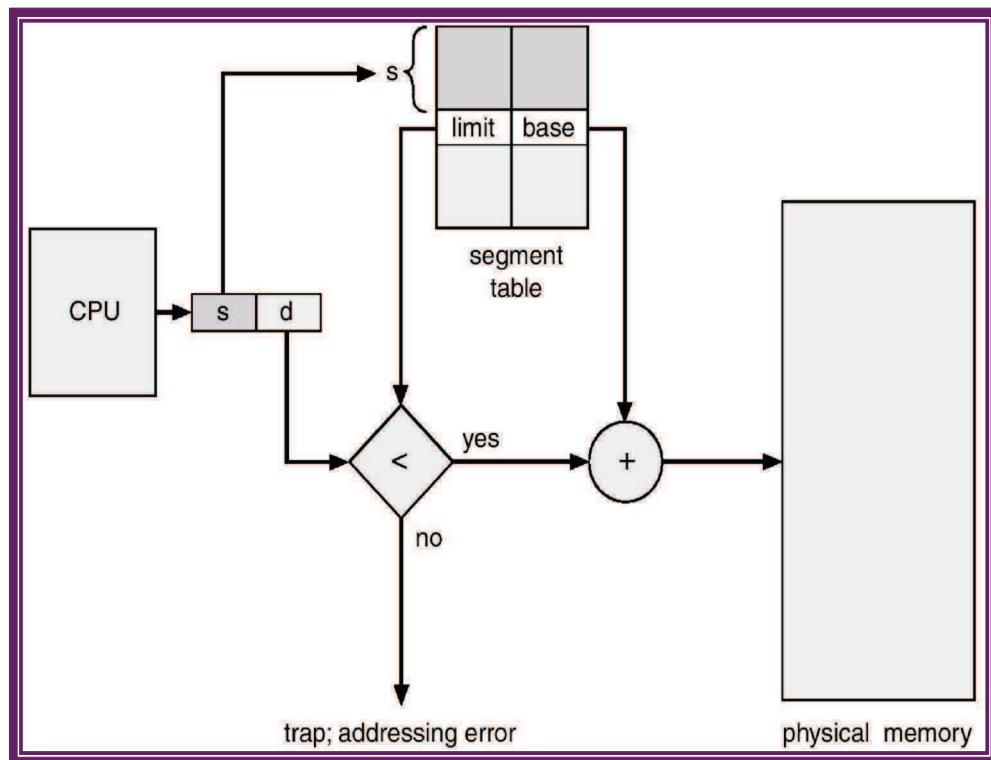 s
limit base
segment
table
CPU
s d
<
yes
+
no
trap; addressing error
physical memory